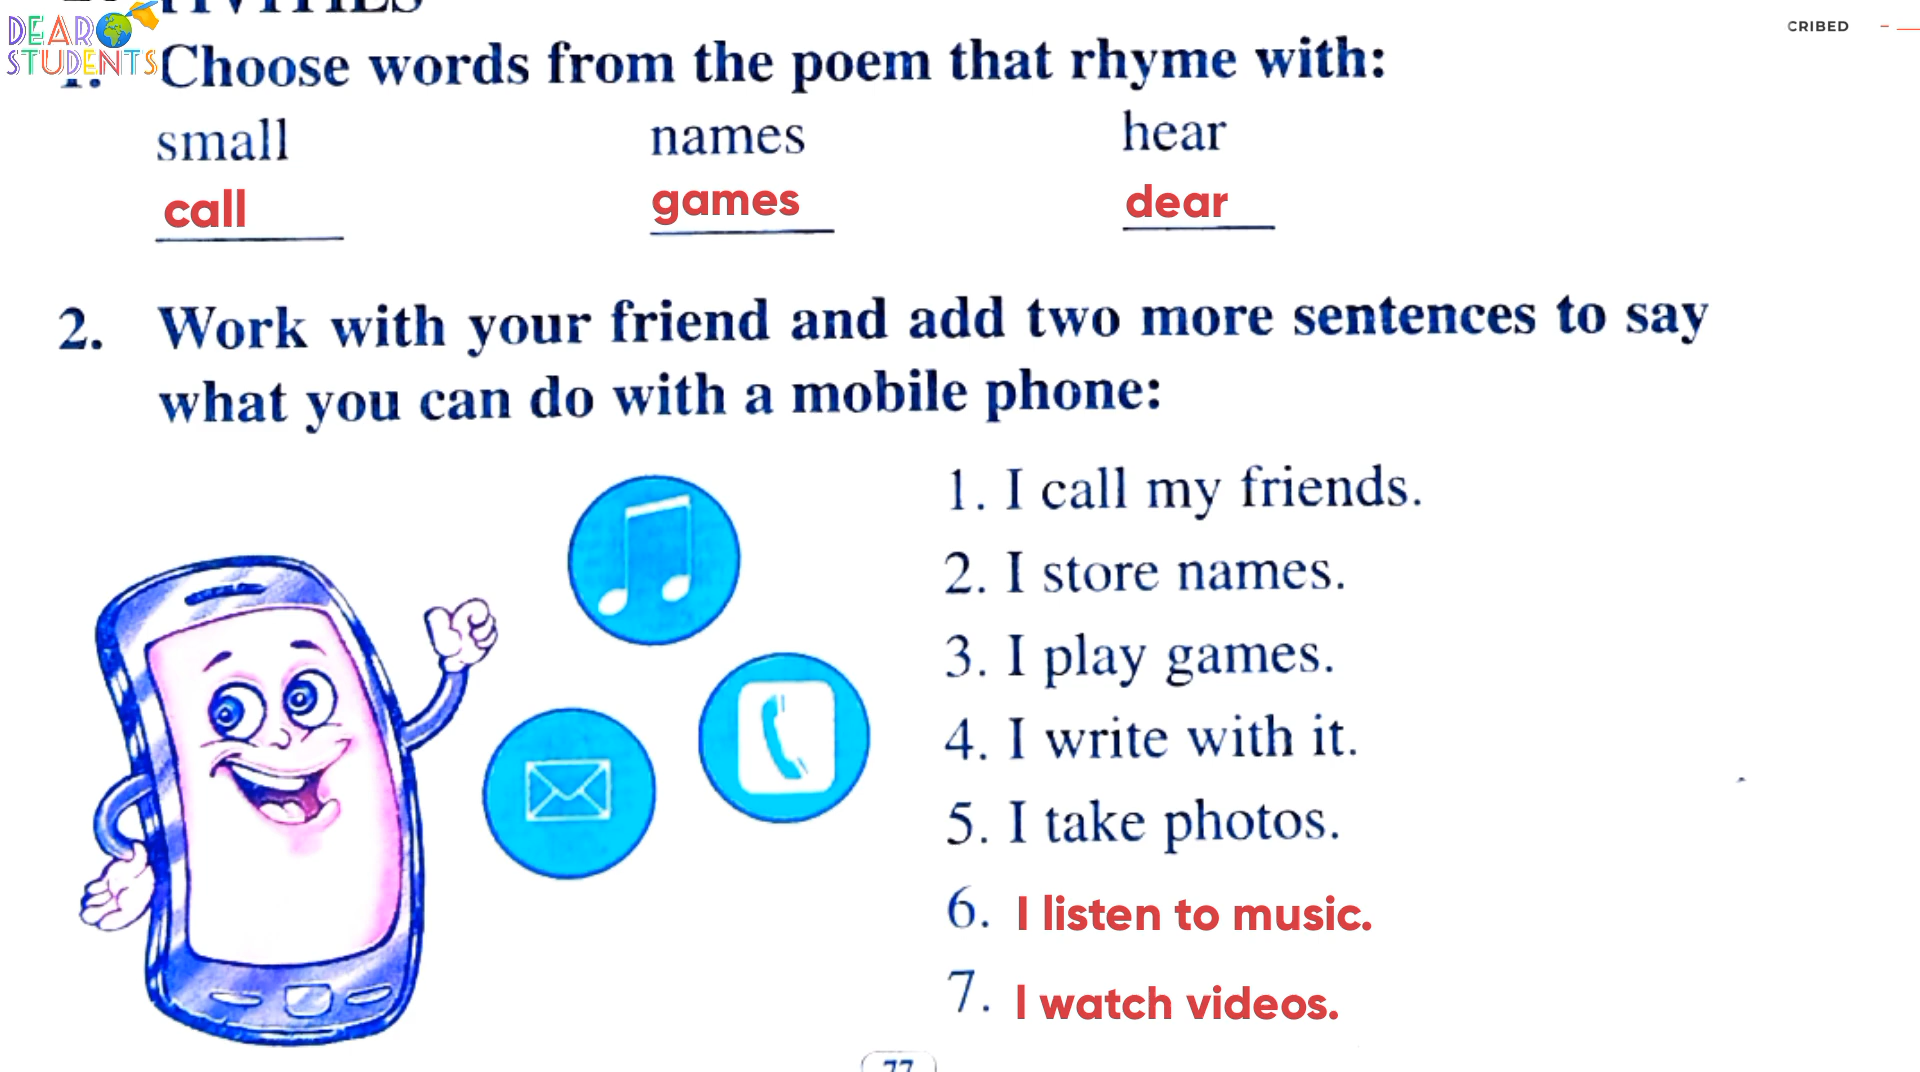 DEAR
STUDENTS
CRIBED
1. Choose words from the poem that rhyme with:
small names hear
call games dear
2. Work with your friend and add two more sentences to say
what you can do with a mobile phone:
1. I call my friends.
2. I store names.
3. I play games.
4. I write with it.
5. I take photos.
6. I listen to music.
7. I watch videos.
77